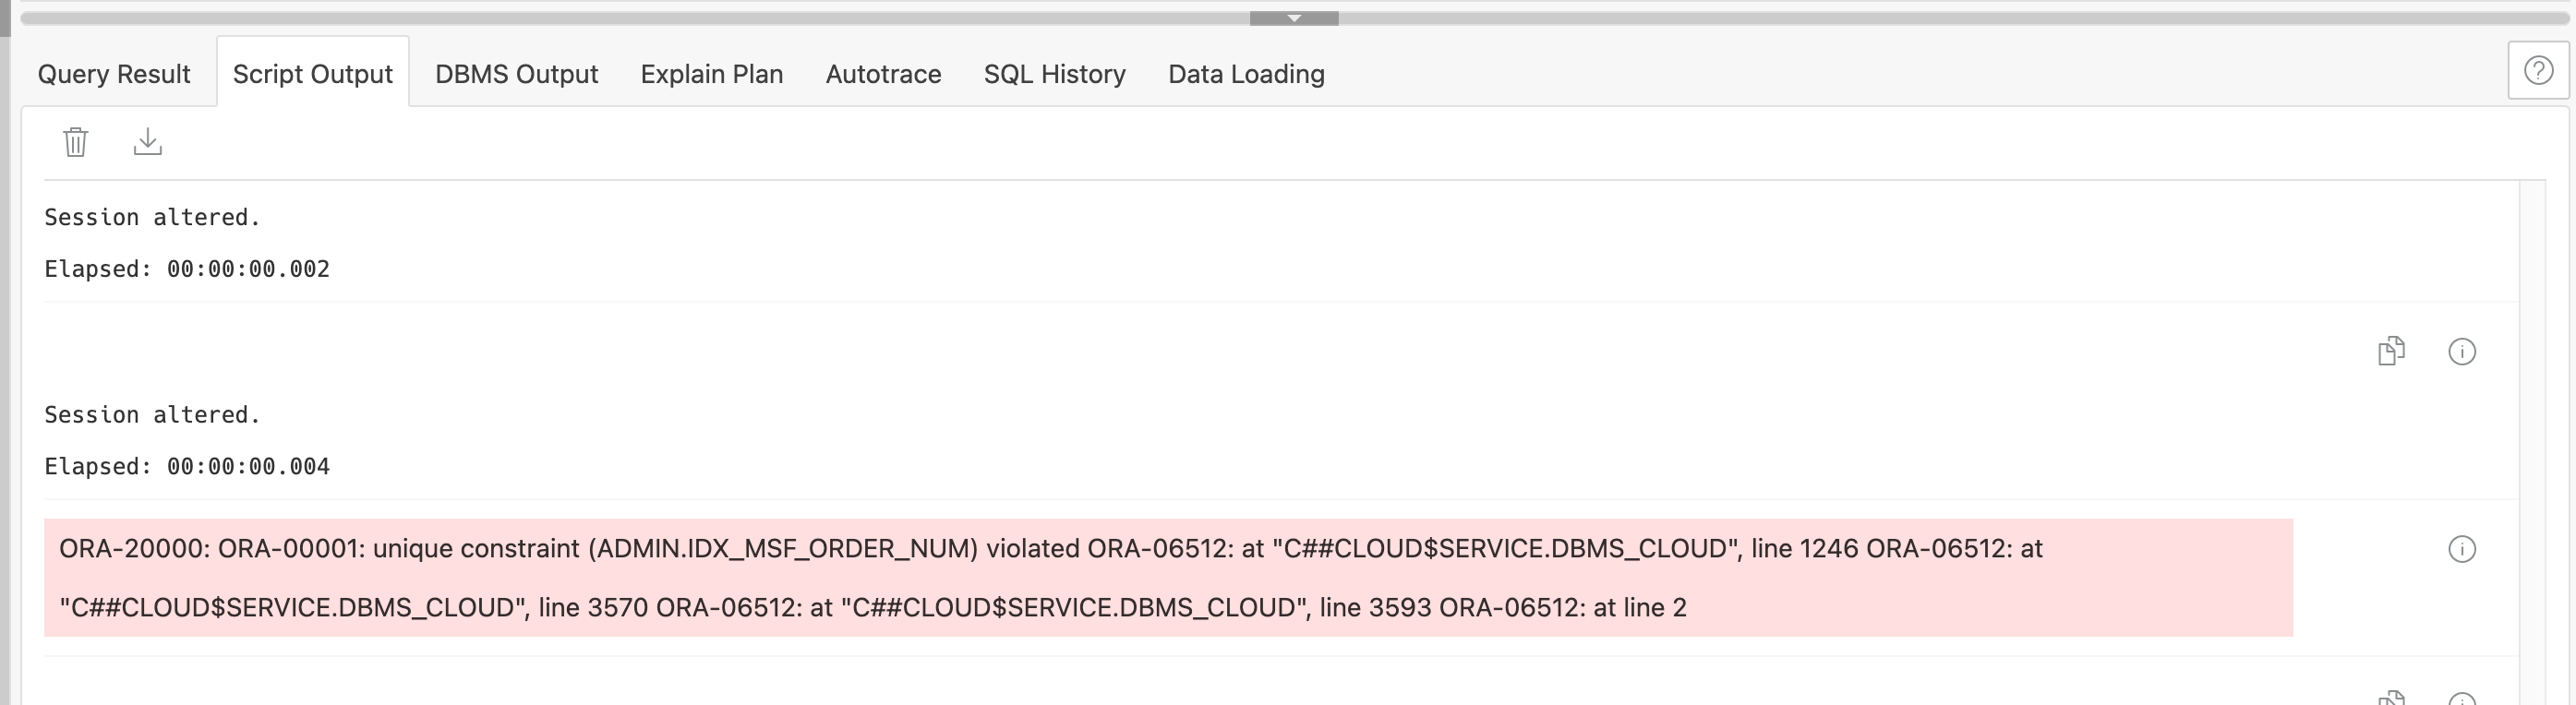 Query Result Script Output DBMS Output Explain Plan Autotrace SQL History Data Loading
Session altered.
Elapsed: 00:00:00.002
Session altered.
Elapsed: 00:00:00.004
ORA-20000: ORA-00001: unique constraint (ADMIN.IDX_MSF_ORDER_NUM) violated ORA-06512: at "C##CLOUD$SERVICE.DBMS_CLOUD", line 1246 ORA-06512: at
"C##CLOUD$SERVICE.DBMS_CLOUD", line 3570 ORA-06512: at "C##CLOUD$SERVICE.DBMS_CLOUD", line 3593 ORA-06512: at line 2